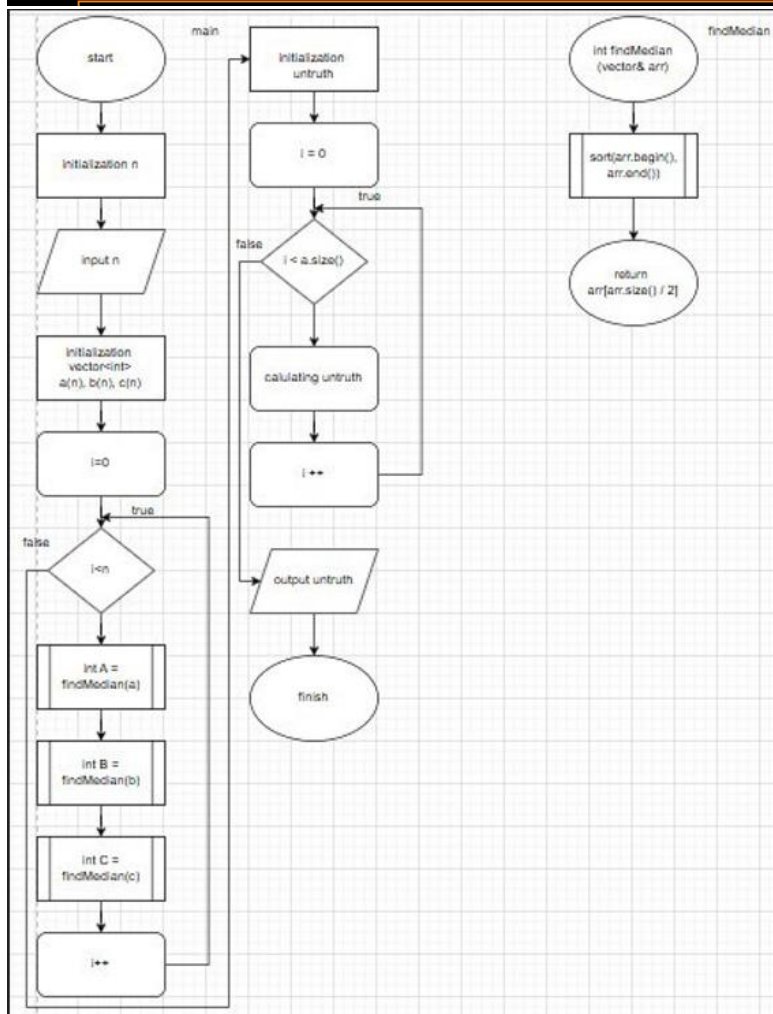 main
start
initialization n
input n
initialization
vector<int>
a(n), b(n), c(n)
i=0
true
false
i<n
int A =
findMedian(a)
int B =
findMedian(b)
int C =
findMedian(c)
i++
initialization
untruth
i = 0
true
false
i < a.size()
calulating untruth
i ++
output untruth
finish
findMedian
int findMedian
(vector& arr)
sort(arr.begin(),
arr.end())
return
arr[arr.size() / 2]